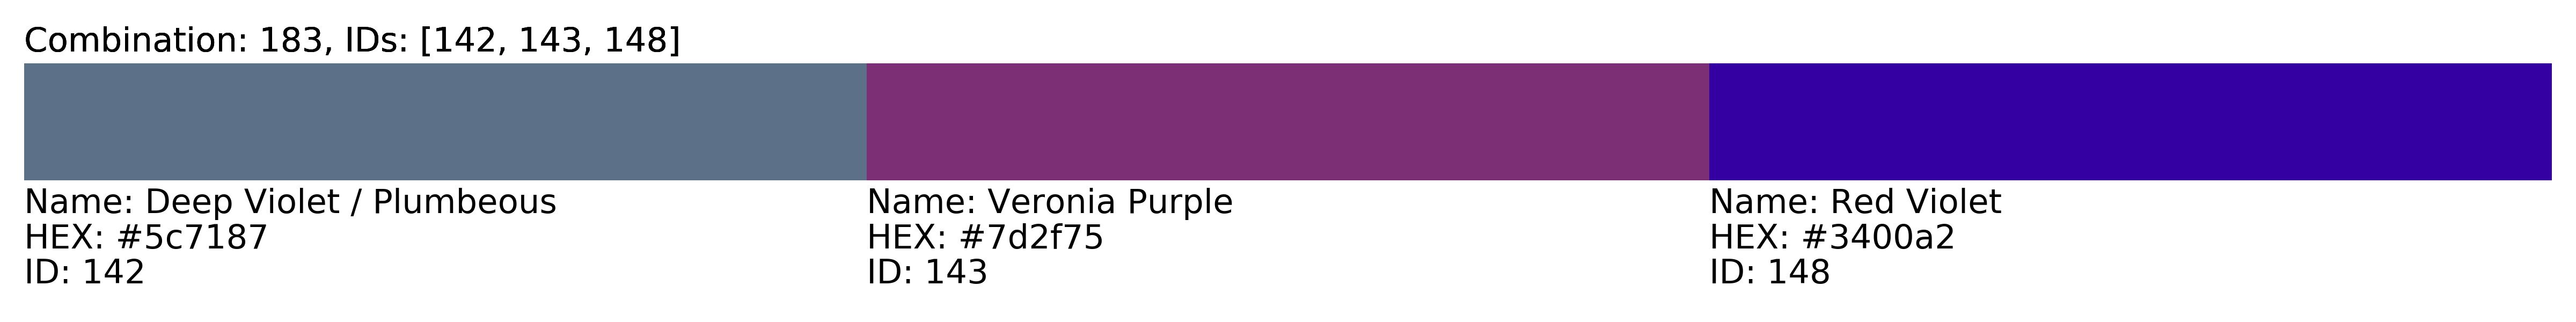 Combination: 183, IDs: [142, 143, 148]
Name: Deep Violet / Plumbeous
HEX: #5c7187
ID: 142
Name: Veronia Purple
HEX: #7d2f75
ID: 143
Name: Red Violet
HEX: #3400a2
ID: 148